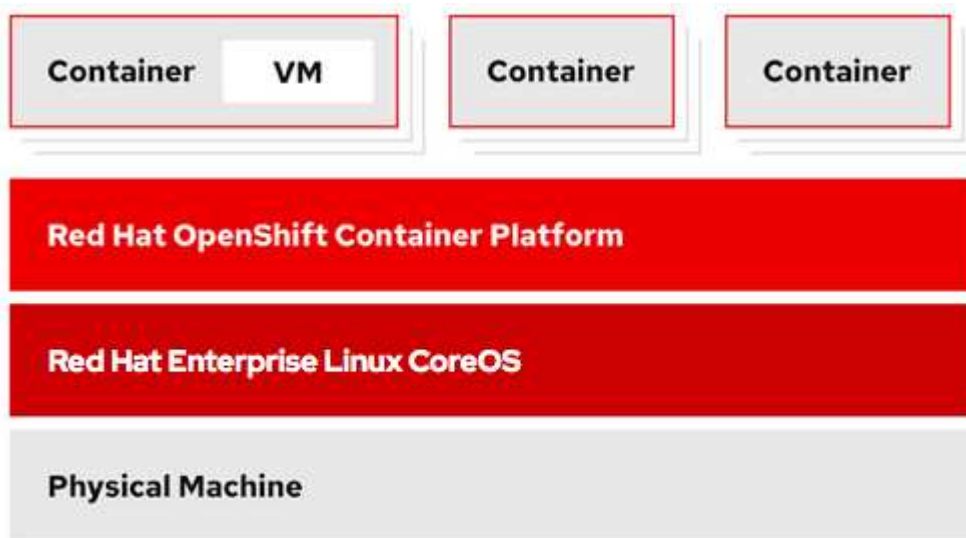 Container VM Container Container
Red Hat OpenShift Container Platform
Red Hat Enterprise Linux CoreOS
Physical Machine